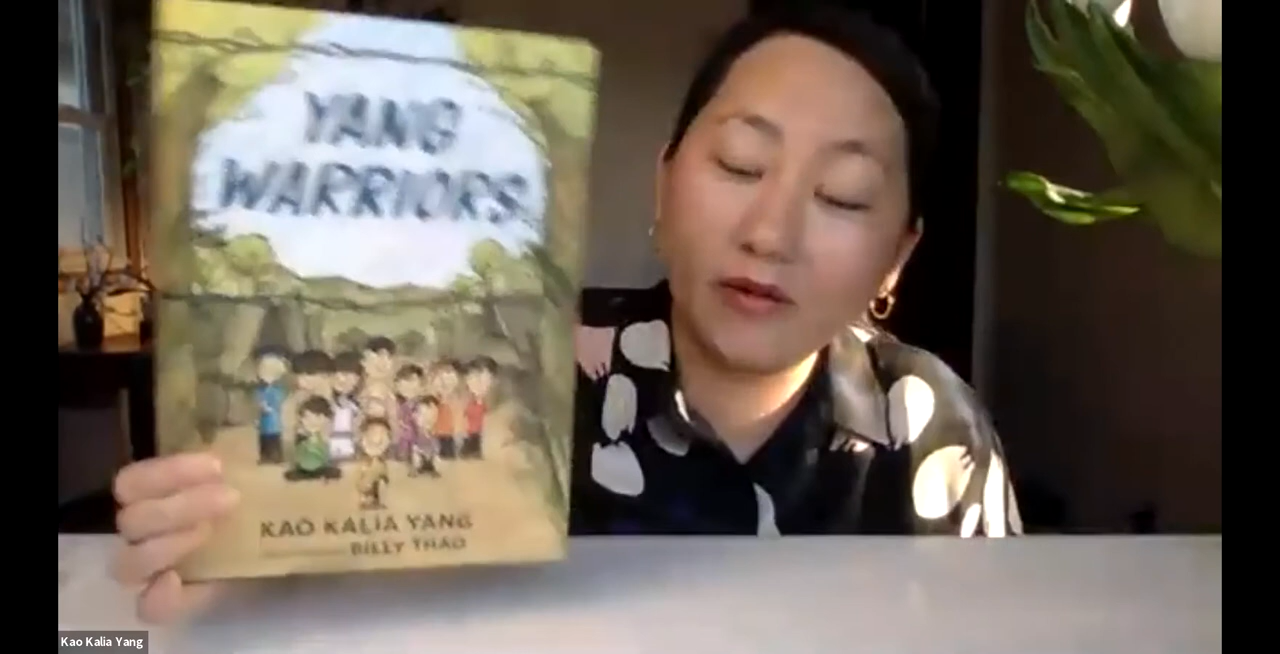 YANG
WARRIORS
KAO KALIA YANG
BILLY THAO
Kao Kalia Yang